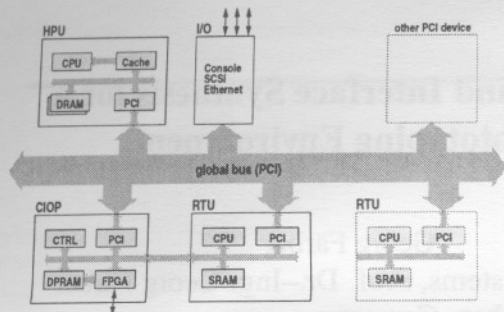 HPU
CPU
Cache
DRAM
PCI
I/O
Console
SCSI
Ethernet
other PCI device
global bus (PCI)
CIOP
CTRL
PCI
DPRAM
FPGA
RTU
CPU
PCI
SRAM
RTU
CPU
PCI
SRAM